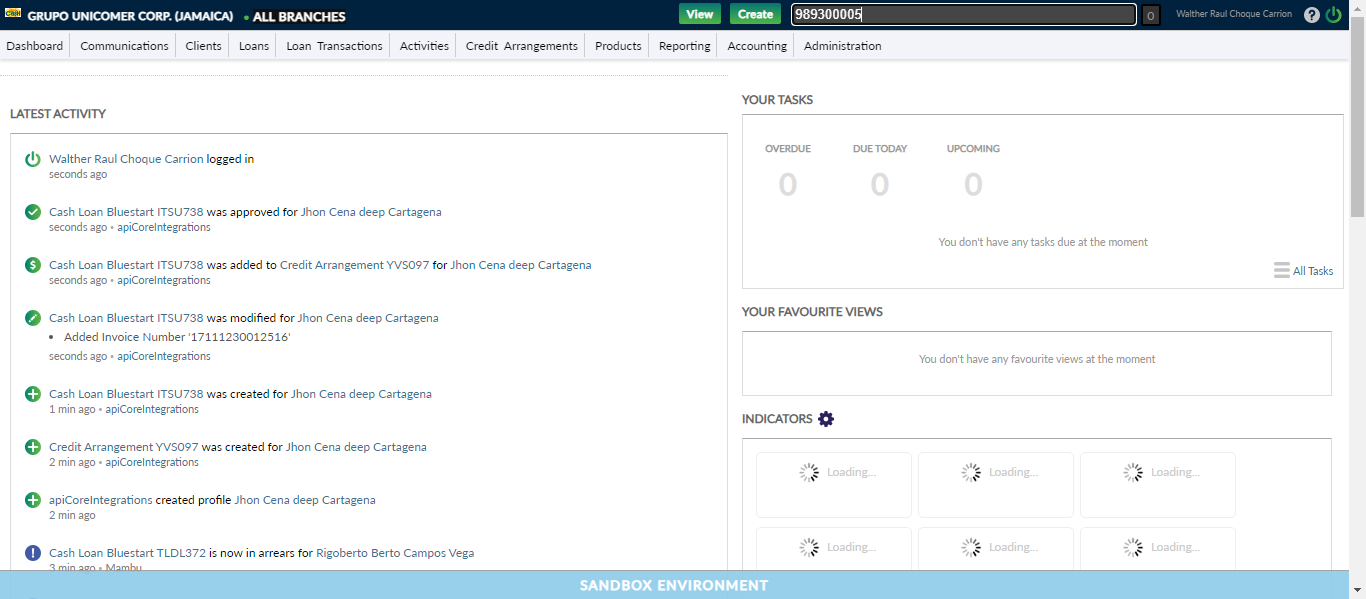 GRUPO UNICOMER CORP. (JAMAICA) • ALL BRANCHES
View Create 989300005 0 Walther Raul Choque Carrion ?
Dashboard Communications Clients Loans Loan Transactions Activities Credit Arrangements Products Reporting Accounting Administration
LATEST ACTIVITY
Walther Raul Choque Carrion logged in
seconds ago
Cash Loan Bluestart ITSU738 was approved for Jhon Cena deep Cartagena
seconds ago • apiCoreIntegrations
Cash Loan Bluestart ITSU738 was added to Credit Arrangement YVS097 for Jhon Cena deep Cartagena
seconds ago • apiCoreIntegrations
Cash Loan Bluestart ITSU738 was modified for Jhon Cena deep Cartagena
• Added Invoice Number '17111230012516'
seconds ago • apiCoreIntegrations
Cash Loan Bluestart ITSU738 was created for Jhon Cena deep Cartagena
1 min ago • apiCoreIntegrations
Credit Arrangement YVS097 was created for Jhon Cena deep Cartagena
2 min ago • apiCoreIntegrations
apiCoreIntegrations created profile Jhon Cena deep Cartagena
2 min ago
Cash Loan Bluestart TLDL372 is now in arrears for Rigoberto Berto Campos Vega
3 min ago • Mambu
YOUR TASKS
OVERDUE DUE TODAY UPCOMING
0 0 0
You don't have any tasks due at the moment
All Tasks
YOUR FAVOURITE VIEWS
You don't have any favourite views at the moment
INDICATORS
Loading... Loading... Loading...
Loading... Loading... Loading...
SANDBOX ENVIRONMENT